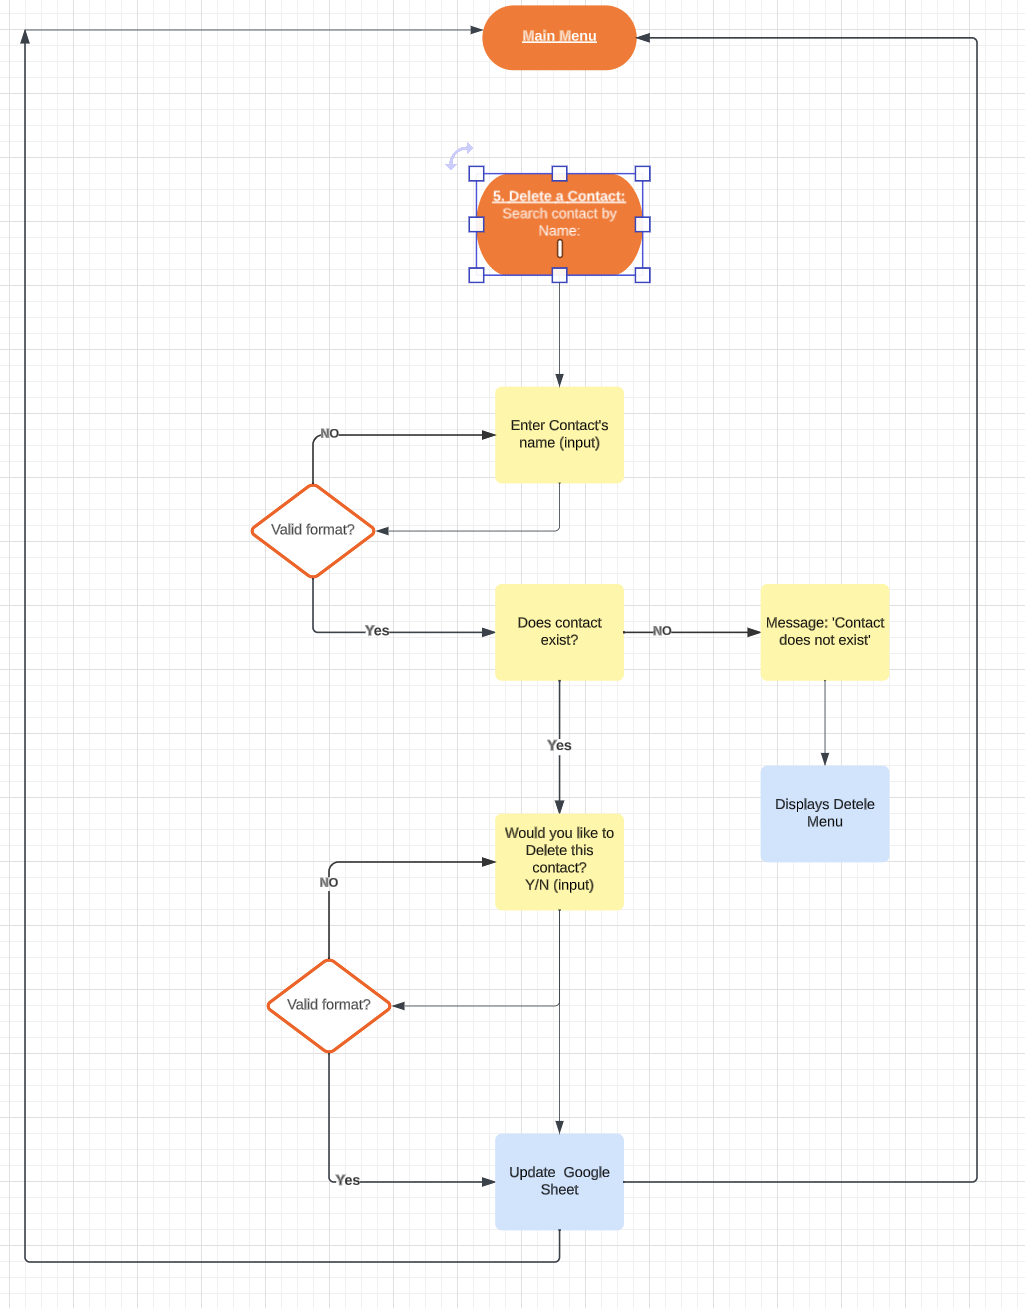 Main Menu
5. Delete a Contact:
Search contact by
Name:
Enter Contact's
name (input)
NO
Valid format?
Yes
Does contact
exist?
NO
Message: 'Contact
does not exist'
Yes
Displays Detele
Menu
Would you like to
Delete this
contact?
Y/N (input)
NO
Valid format?
Yes
Update  Google
Sheet